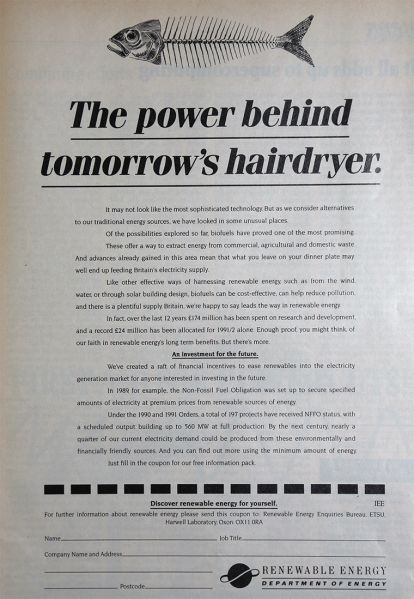 The power behind
tomorrow's hairdryer.
It may not look like the most sophisticated technology. But as we consider alternatives
to our traditional energy sources, we have looked in some unusual places.
Of the possibilities explored so far, biofuels have proved one of the most promising.
These offer a way to extract energy from commercial, agricultural and domestic waste.
And advances already gained in this area mean that what you leave on your dinner plate may
well end up feeding Britain's electricity supply.
Like other effective ways of harnessing renewable energy, such as from the wind,
water, or through solar building design, biofuels can be cost-effective, can help reduce pollution,
and there is a plentiful supply. Britain, we're happy to say, leads the way in renewable energy.
In fact, over the last 12 years £174 million has been spent on research and development,
and a record £24 million has been allocated for 1991/2 alone. Enough proof you might think, of
our faith in renewable energy's long term benefits. But there's more.
An investment for the future.
We've created a raft of financial incentives to ease renewables into the electricity
generation market for anyone interested in investing in the future.
In 1989 for example, the Non-Fossil Fuel Obligation was set up to secure specified
amounts of electricity at premium prices from renewable sources of energy.
Under the 1990 and 1991 Orders, a total of 197 projects have received NFFO status, with
a scheduled output building up to 560 MW at full production. By the next century, nearly a
quarter of our current electricity demand could be produced from these environmentally and
financially friendly sources. And you can find out more using the minimum amount of energy.
Just fill in the coupon for our free information pack.
Discover renewable energy for yourself. IEE
For further information about renewable energy please send this coupon to: Renewable Energy Enquiries Bureau, ETSU,
Harwell Laboratory, Oxon. OX11 0RA
Name Job Title
Company Name and Address
Postcode
RENEWABLE ENERGY
DEPARTMENT OF ENERGY